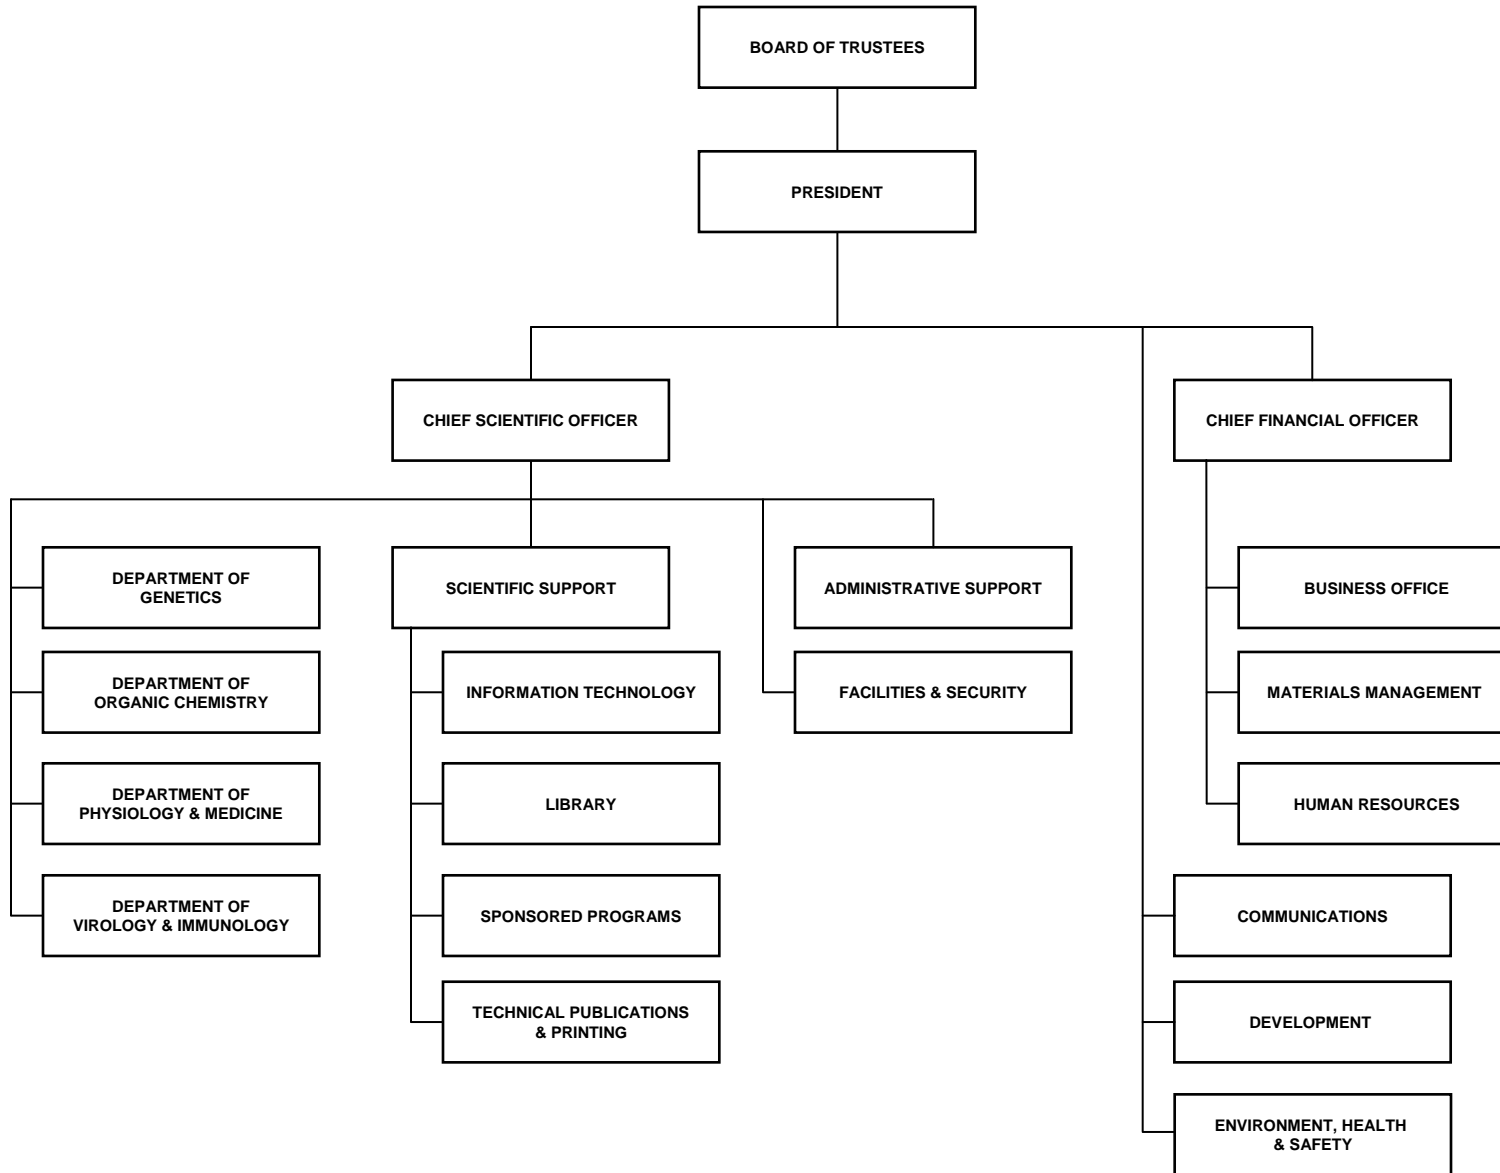 BOARD OF TRUSTEES
PRESIDENT
CHIEF SCIENTIFIC OFFICER
CHIEF FINANCIAL OFFICER
DEPARTMENT OF
GENETICS
SCIENTIFIC SUPPORT
ADMINISTRATIVE SUPPORT
BUSINESS OFFICE
DEPARTMENT OF
ORGANIC CHEMISTRY
INFORMATION TECHNOLOGY
FACILITIES & SECURITY
MATERIALS MANAGEMENT
DEPARTMENT OF
PHYSIOLOGY & MEDICINE
LIBRARY
HUMAN RESOURCES
DEPARTMENT OF
VIROLOGY & IMMUNOLOGY
SPONSORED PROGRAMS
COMMUNICATIONS
TECHNICAL PUBLICATIONS
& PRINTING
DEVELOPMENT
ENVIRONMENT, HEALTH
& SAFETY